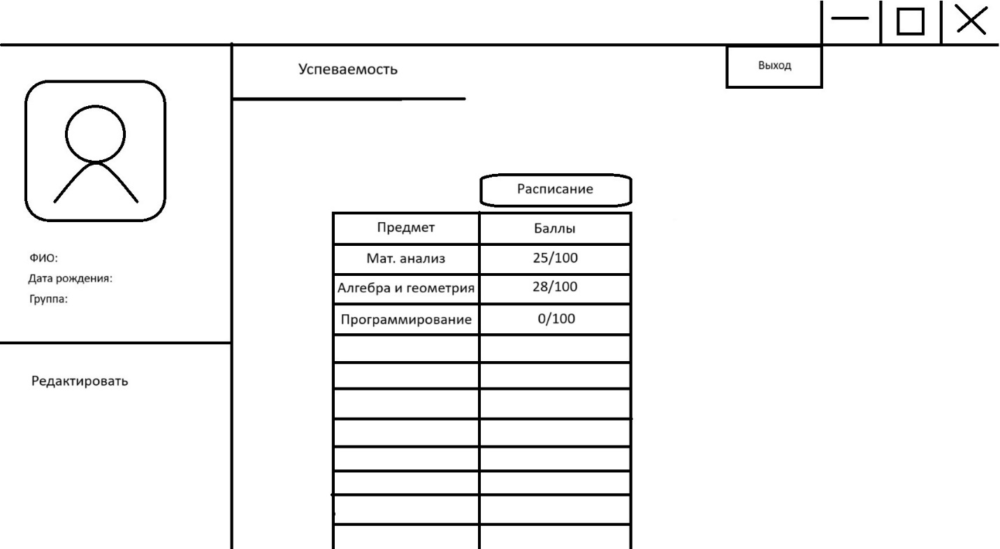 Успеваемость
Выход
ФИО:
Дата рождения:
Группа:
Редактировать
Расписание
Предмет Баллы
Мат. анализ 25/100
Алгебра и геометрия 28/100
Программирование 0/100